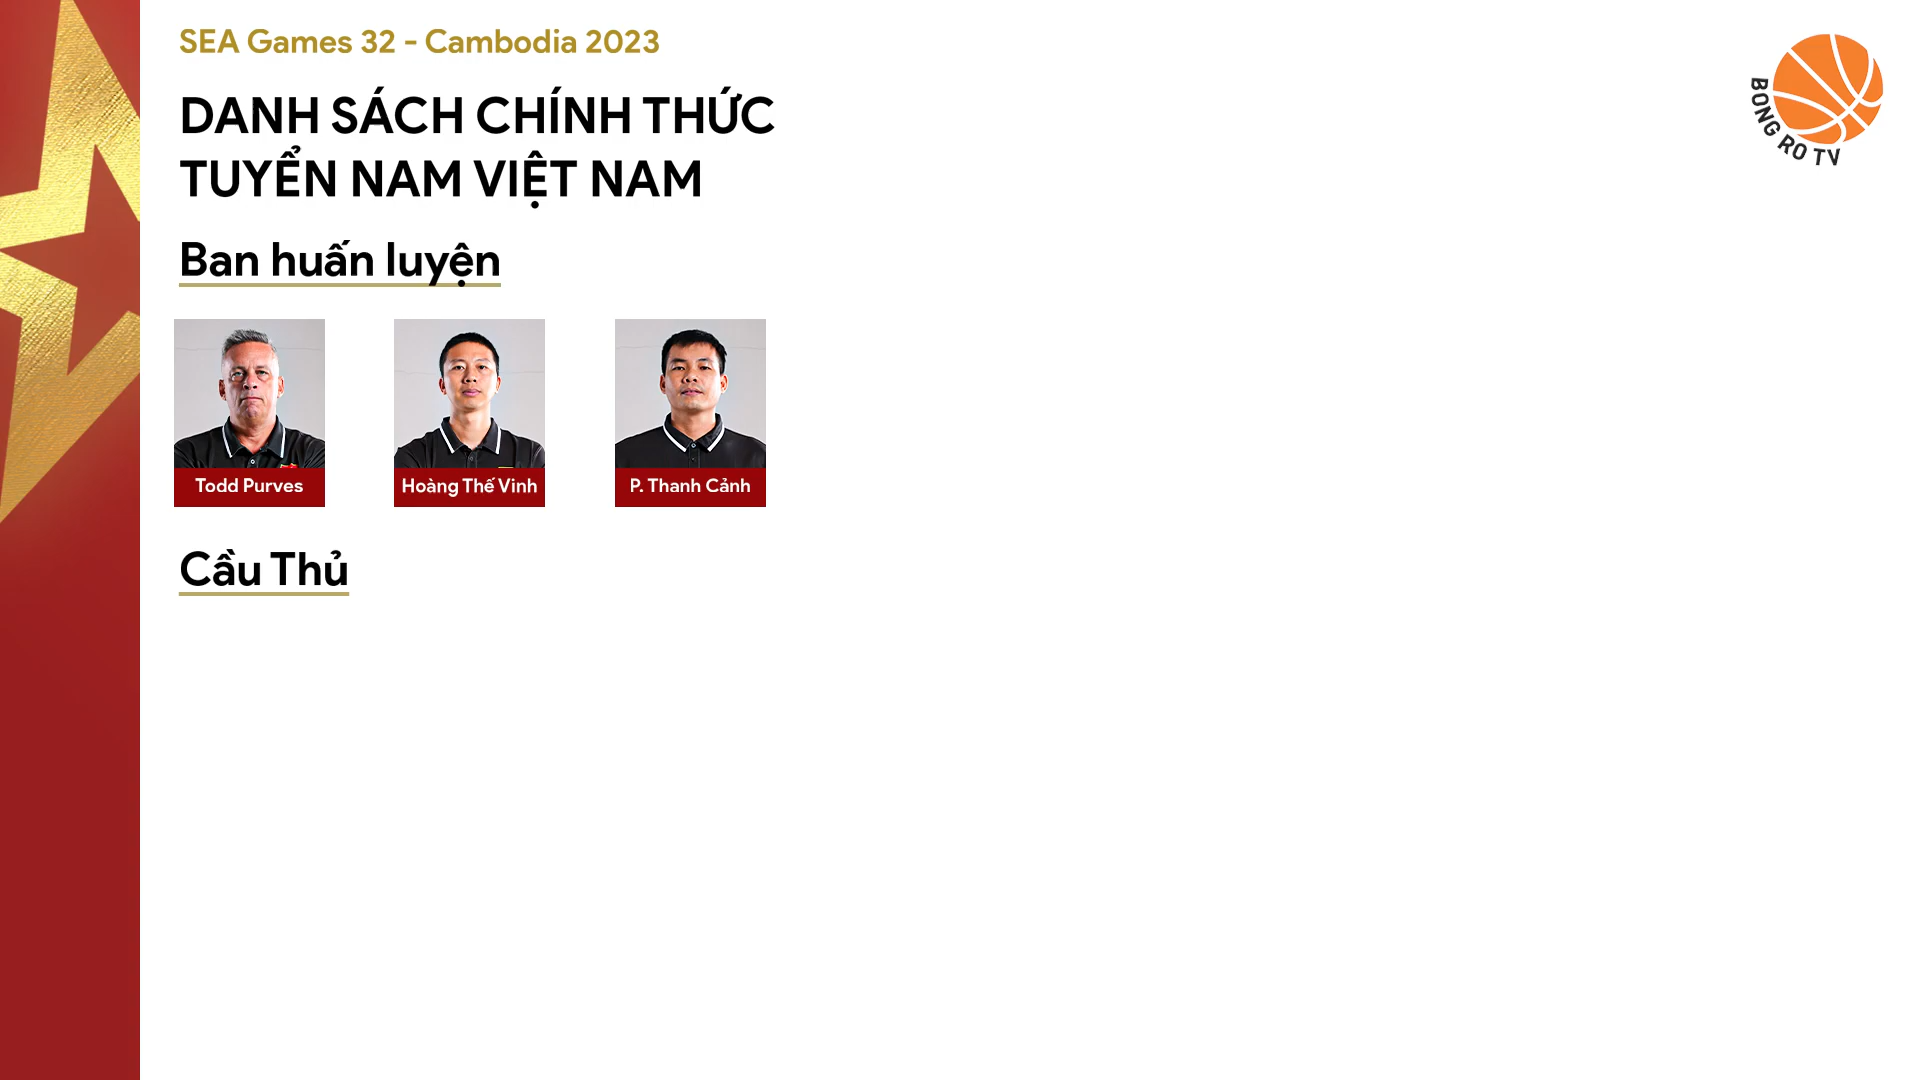 SEA Games 32 - Cambodia 2023
DANH SÁCH CHÍNH THỨC
TUYỂN NAM VIỆT NAM
BONG RO TV
Ban huấn luyện
Todd Purves
Hoàng Thế Vinh
P. Thanh Cảnh
Cầu Thủ